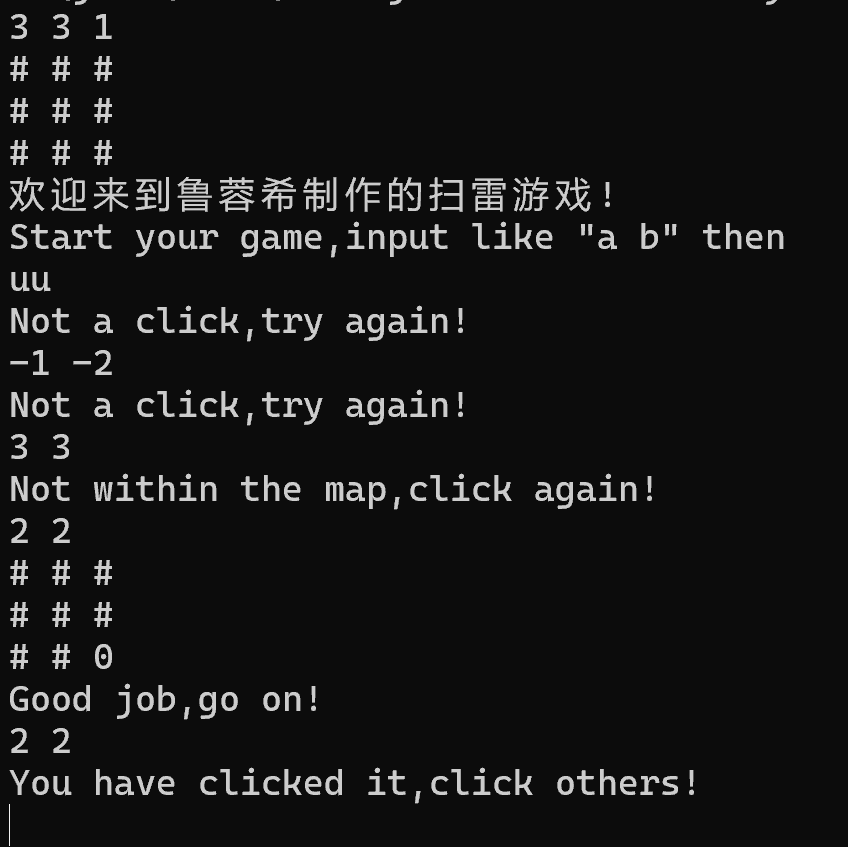 3 3 1
# # #
# # #
# # #
欢迎来到鲁蓉希制作的扫雷游戏!
Start your game,input like "a b" then
uu
Not a click,try again!
-1 -2
Not a click,try again!
3 3
Not within the map,click again!
2 2
# # #
# # #
# # 0
Good job,go on!
2 2
You have clicked it,click others!